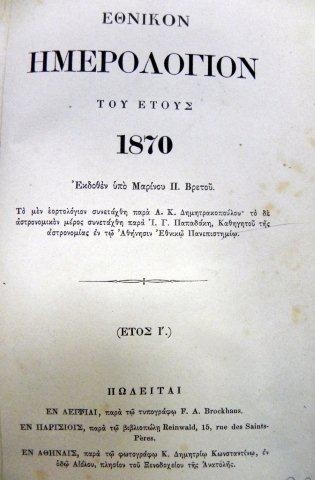 ΕΘΝΙΚΟΝ
ΗΜΕΡΟΛΟΓΙΟΝ
ΤΟΥ ΕΤΟΥΣ
1870
Ἐκδοθὲν ὑπὸ Μαρίνου Π. Βρετοῦ.
Τὸ μὲν ἑορτολόγιον συνετάχθη παρὰ Α. Κ. Δημητρακοπούλου· τὸ δὲ
ἀστρονομικὸν μέρος συνετάχθη παρὰ Ἰ. Γ. Παπαδάκη, Καθηγητοῦ τῆς
ἀστρονομίας ἐν τῷ Ἀθήνησιν Ἐθνικῷ Πανεπιστημίῳ.
(ΕΤΟΣ Ι´.)
ΠΩΛΕΙΤΑΙ
ΕΝ ΛΕΙΨΙΑΙ, παρὰ τῷ τυπογράφῳ F. A. Brockhaus.
ΕΝ ΠΑΡΙΣΙΟΙΣ, παρὰ τῷ βιβλιοπώλῃ Reinwald, 15, rue des Saints-
Pères.
ΕΝ ΑΘΗΝΑΙΣ, παρὰ τῷ φωτογράφῳ Κ. Δημητρίῳ Κωνσταντίνῳ, ἐν
ὁδῷ Αἰόλου, πλησίον τοῦ Ξενοδοχείου τῆς Ἀνατολῆς.